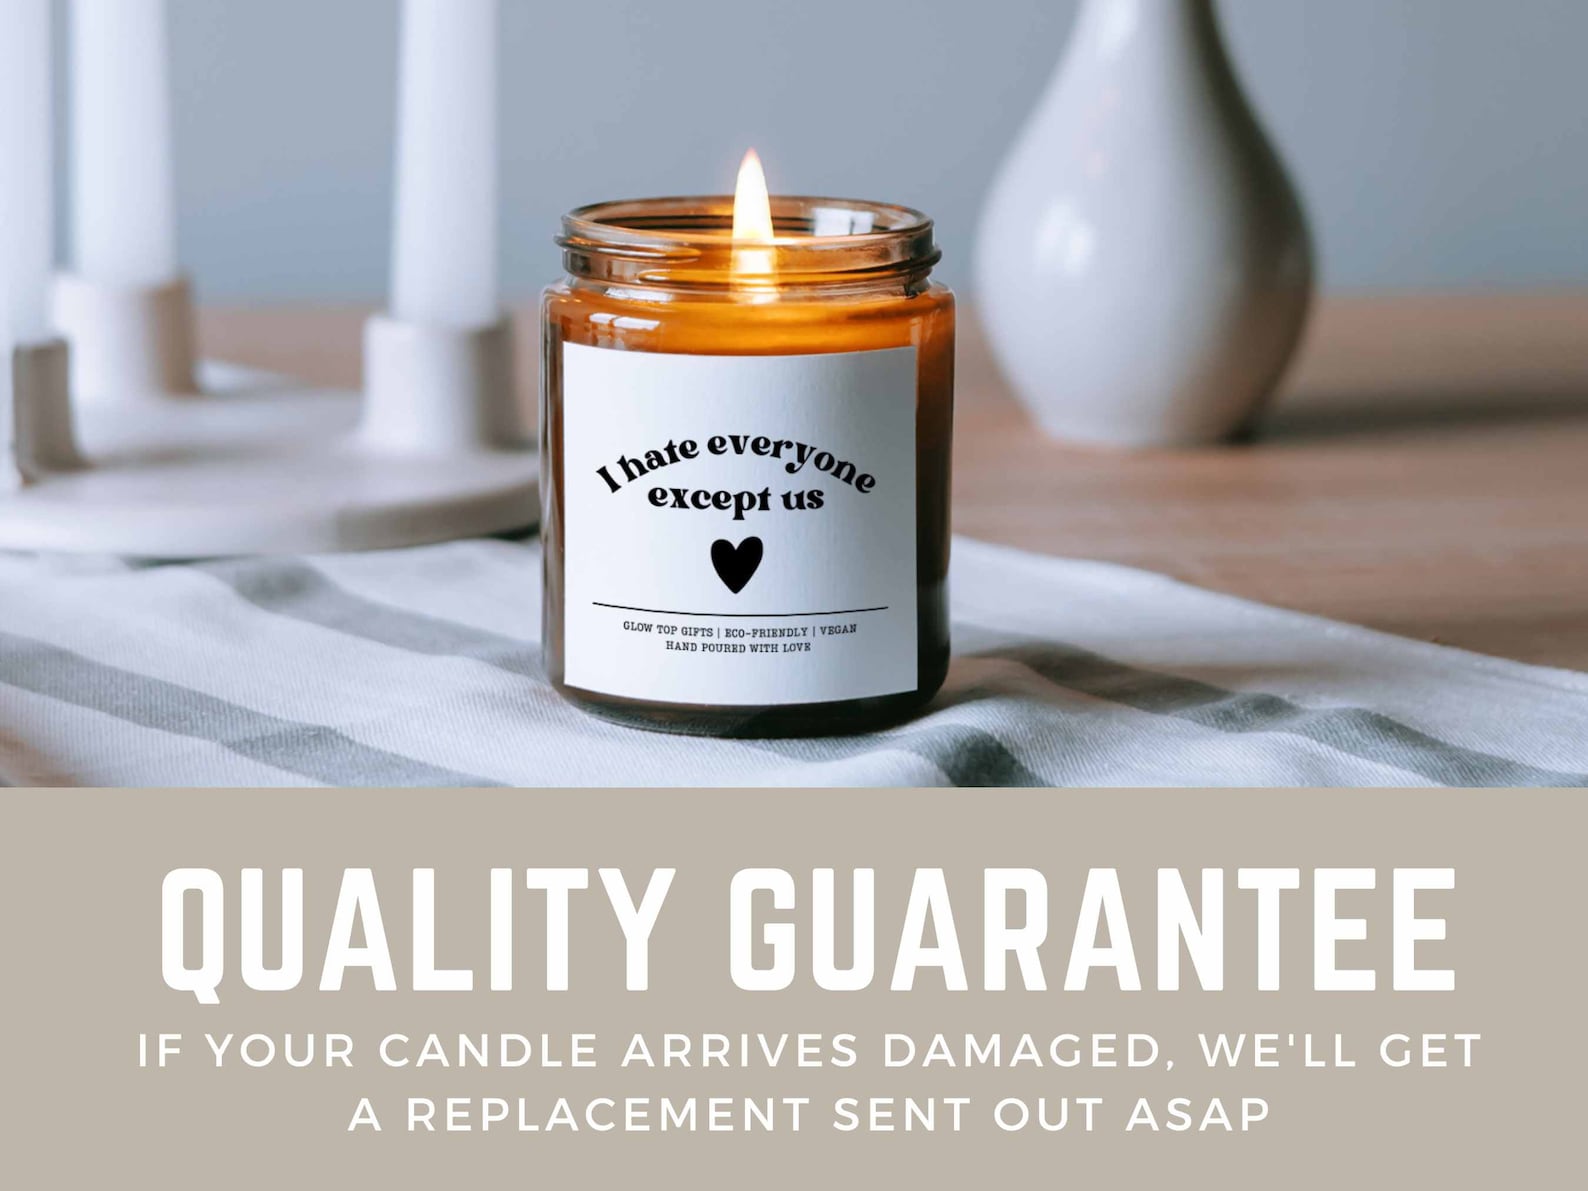 I hate everyone
except us
GLOW TOP GIFTS | ECO-FRIENDLY | VEGAN
HAND POURED WITH LOVE
QUALITY GUARANTEE
IF YOUR CANDLE ARRIVES DAMAGED, WE'LL GET
A REPLACEMENT SENT OUT ASAP